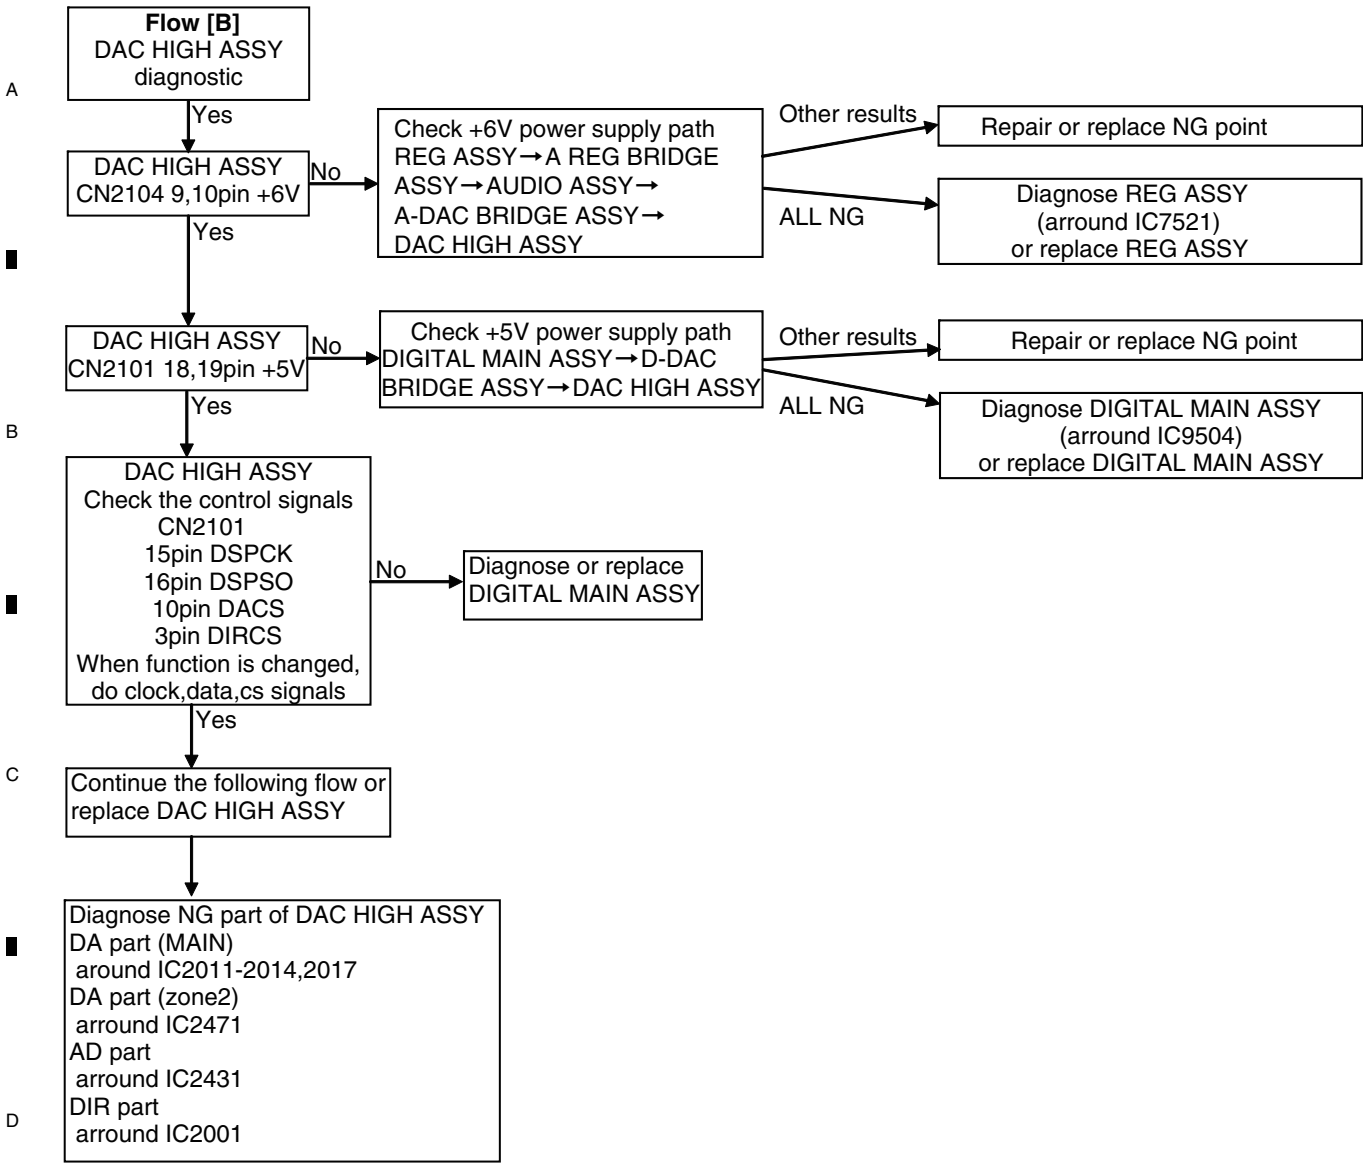 Flow [B]
DAC HIGH ASSY
diagnostic
A
Yes
DAC HIGH ASSY
CN2104 9,10pin +6V
No
Check +6V power supply path
REG ASSY→A REG BRIDGE
ASSY→AUDIO ASSY→
A-DAC BRIDGE ASSY→
DAC HIGH ASSY
Other results
Repair or replace NG point
ALL NG
Diagnose REG ASSY
(arround IC7521)
or replace REG ASSY
Yes
DAC HIGH ASSY
CN2101 18,19pin +5V
No
Check +5V power supply path
DIGITAL MAIN ASSY→D-DAC
BRIDGE ASSY→DAC HIGH ASSY
Other results
Repair or replace NG point
ALL NG
Diagnose DIGITAL MAIN ASSY
(arround IC9504)
or replace DIGITAL MAIN ASSY
Yes
B
DAC HIGH ASSY
Check the control signals
CN2101
15pin DSPCK
16pin DSPSO
10pin DACS
3pin DIRCS
When function is changed,
do clock,data,cs signals
No
Diagnose or replace
DIGITAL MAIN ASSY
Yes
C
Continue the following flow or
replace DAC HIGH ASSY
Diagnose NG part of DAC HIGH ASSY
DA part (MAIN)
around IC2011-2014,2017
DA part (zone2)
arround IC2471
AD part
arround IC2431
DIR part
arround IC2001
D